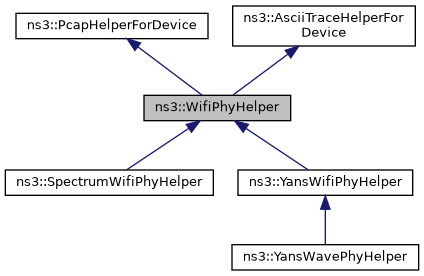 ns3::PcapHelperForDevice
ns3::AsciiTraceHelperFor
Device
ns3::WifiPhyHelper
ns3::SpectrumWifiPhyHelper
ns3::YansWifiPhyHelper
ns3::YansWavePhyHelper